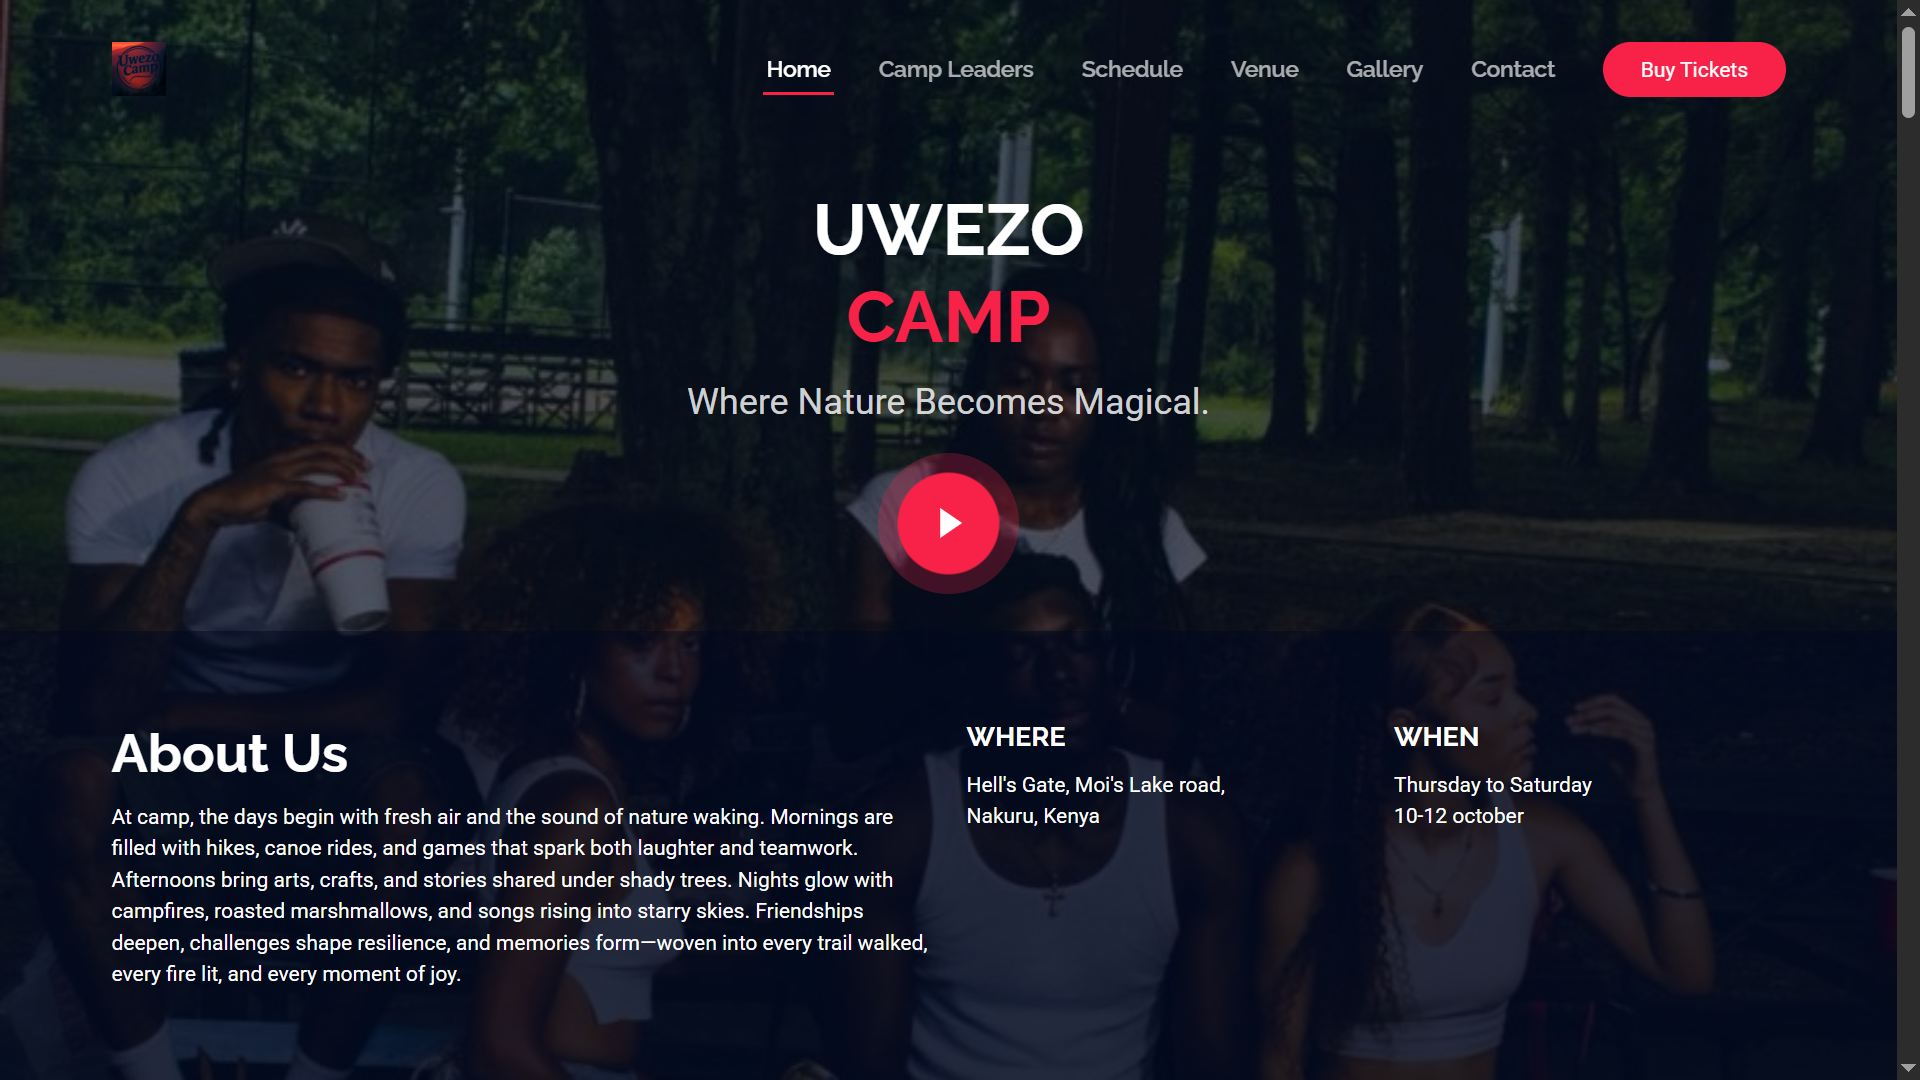 Uwezo
Camp
Home
Camp Leaders
Schedule
Venue
Gallery
Contact
Buy Tickets
UWEZO
CAMP
Where Nature Becomes Magical.
About Us
At camp, the days begin with fresh air and the sound of nature waking. Mornings are
filled with hikes, canoe rides, and games that spark both laughter and teamwork.
Afternoons bring arts, crafts, and stories shared under shady trees. Nights glow with
campfires, roasted marshmallows, and songs rising into starry skies. Friendships
deepen, challenges shape resilience, and memories form—woven into every trail walked,
every fire lit, and every moment of joy.
WHERE
Hell's Gate, Moi's Lake road,
Nakuru, Kenya
WHEN
Thursday to Saturday
10-12 october